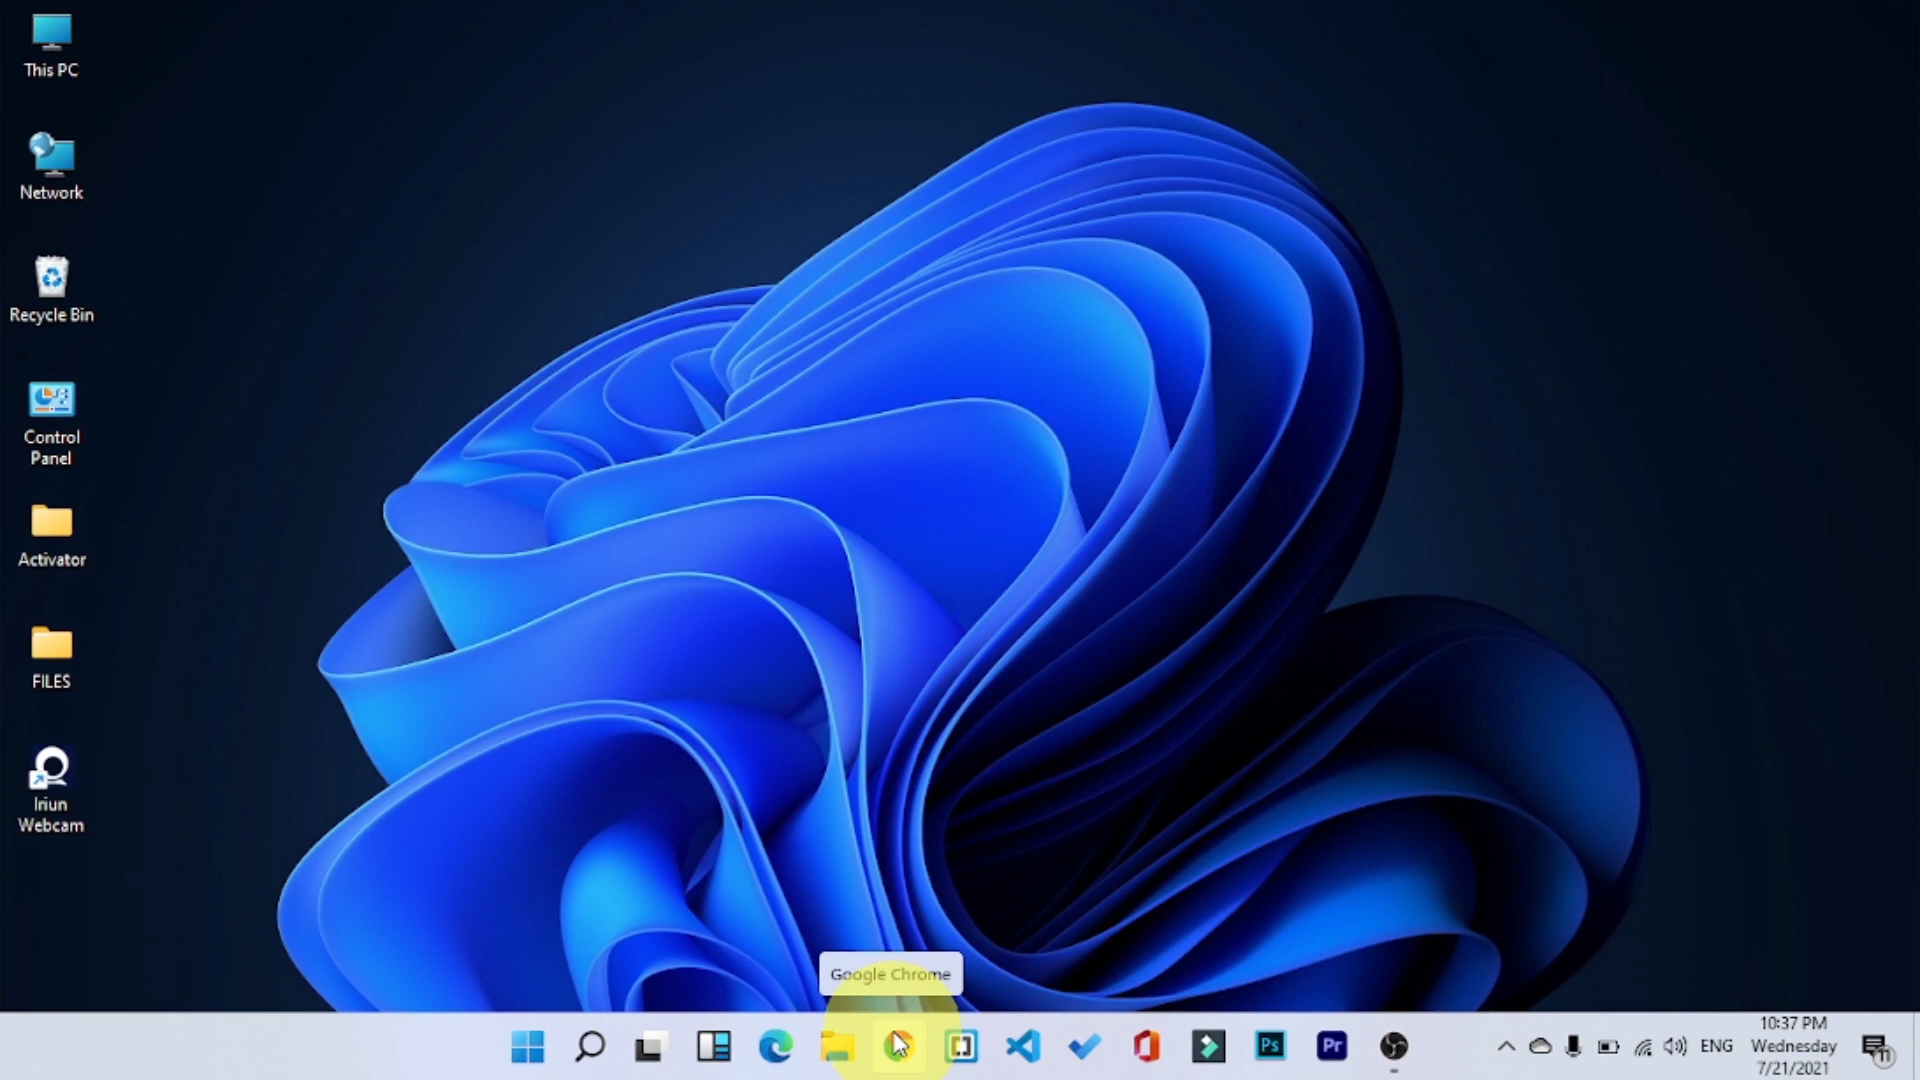 This PC
Network
Recycle Bin
Control
Panel
Activator
FILES
Iriun
Webcam
Google Chrome
Ps
Pr
ENG
10:37 PM
Wednesday
7/21/2021
11